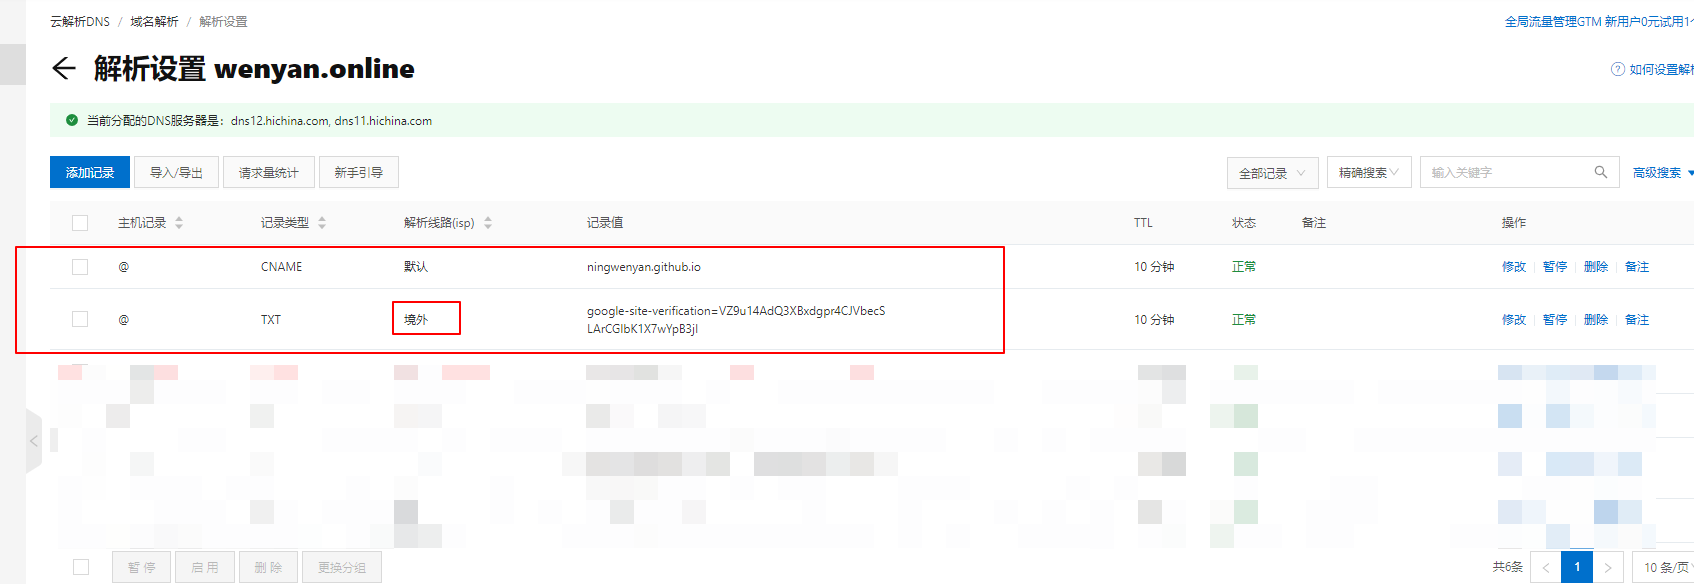 云解析DNS / 域名解析 / 解析设置
全局流量管理GTM 新用户0元试用1个
解析设置 wenyan.online
如何设置解析
当前分配的DNS服务器是: dns12.hichina.com, dns11.hichina.com
添加记录 导入/导出 请求量统计 新手引导 全部记录 精确搜索 输入关键字 高级搜索
主机记录 记录类型 解析线路(isp) 记录值 TTL 状态 备注 操作
@ CNAME 默认 ningwenyan.github.io 10 分钟 正常 修改 暂停 删除 备注
@ TXT 境外 google-site-verification=VZ9u14AdQ3XBxdgpr4CJVbecS
LArCGIbK1X7wYpB3jI 10 分钟 正常 修改 暂停 删除 备注
暂 停 启 用 删 除 更换分组 共6条 < 1 > 10 条/页